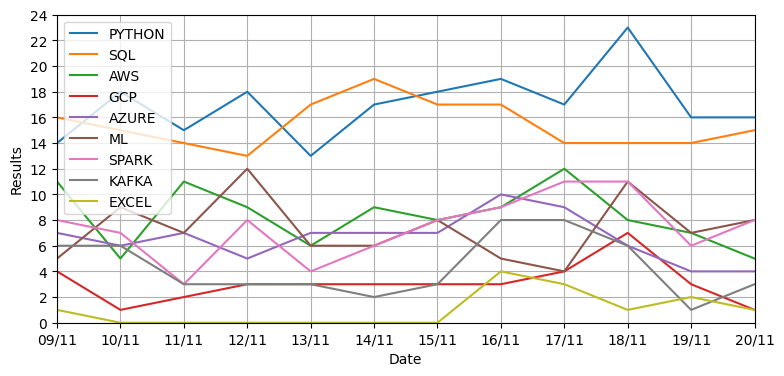 24
22
20
18
16
14
12
10
8
6
4
2
0
Results
PYTHON
SQL
AWS
GCP
AZURE
ML
SPARK
KAFKA
EXCEL
09/11 10/11 11/11 12/11 13/11 14/11 15/11 16/11 17/11 18/11 19/11 20/11
Date